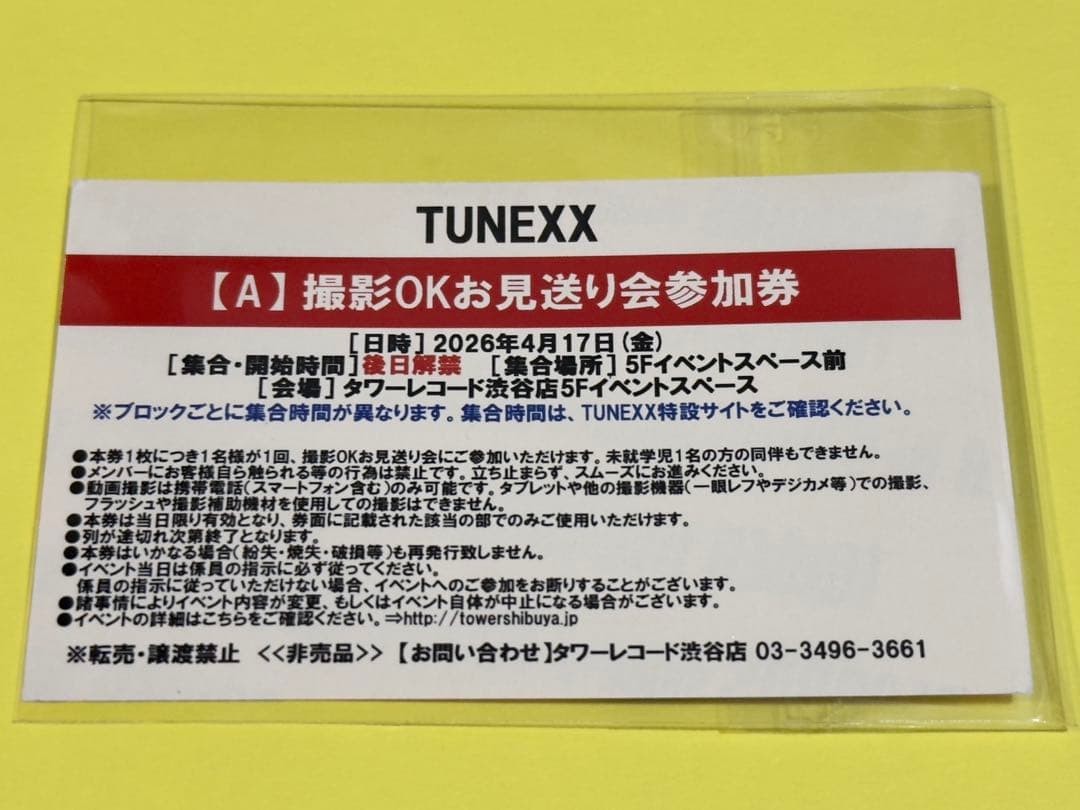 TUNEXX
【A】撮影OKお見送り会参加券
[日時] 2026年4月17日(金)
[集合・開始時間]後日解禁 [集合場所] 5Fイベントスペース前
[会場] タワーレコード渋谷店5Fイベントスペース
※ブロックごとに集合時間が異なります。集合時間は、TUNEXX特設サイトをご確認ください。
●本券1枚につき1名様が1回、撮影OKお見送り会にご参加いただけます。未就学児1名の方の同伴もできません。
●メンバーにお客様自ら触られる等の行為は禁止です。立ち止まらず、スムーズにお進みください。
●動画撮影は携帯電話(スマートフォン含む)のみ可能です。タブレットや他の撮影機器(一眼レフやデジカメ等)での撮影、
フラッシュや撮影補助機材を使用しての撮影はできません。
●本券は当日限り有効となり、券面に記載された該当の部でのみご使用いただけます。
●列が途切れ次第終了となります。
●本券はいかなる場合(紛失・焼失・破損等)も再発行致しません。
●イベント当日は係員の指示に必ず従ってください。
係員の指示に従っていただけない場合、イベントへのご参加をお断りすることがございます。
●諸事情によりイベント内容が変更、もしくはイベント自体が中止になる場合がございます。
●イベントの詳細はこちらをご確認ください。⇒http://towershibuya.jp
※転売・譲渡禁止 <<非売品>> 【お問い合わせ】タワーレコード渋谷店 03-3496-3661